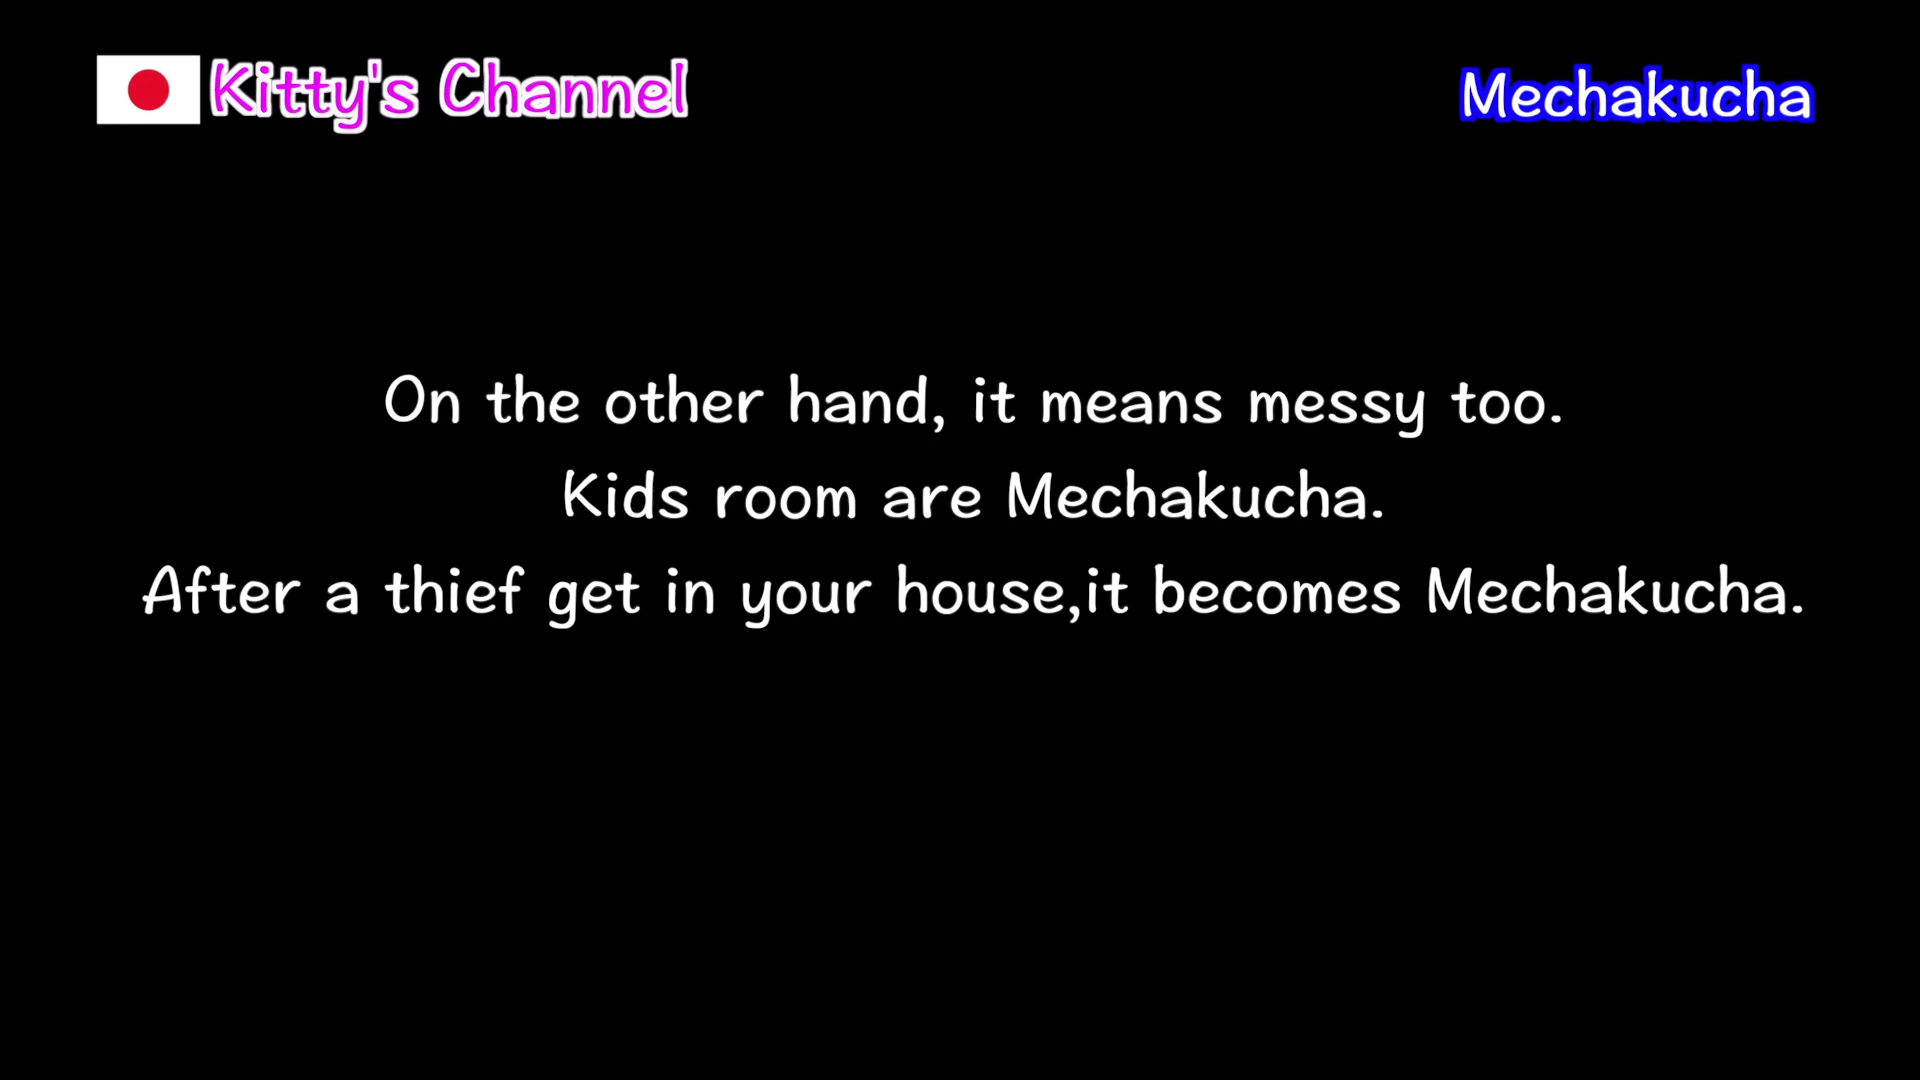 Kitty's Channel
Mechakucha
On the other hand, it means messy too.
Kids room are Mechakucha.
After a thief get in your house,it becomes Mechakucha.